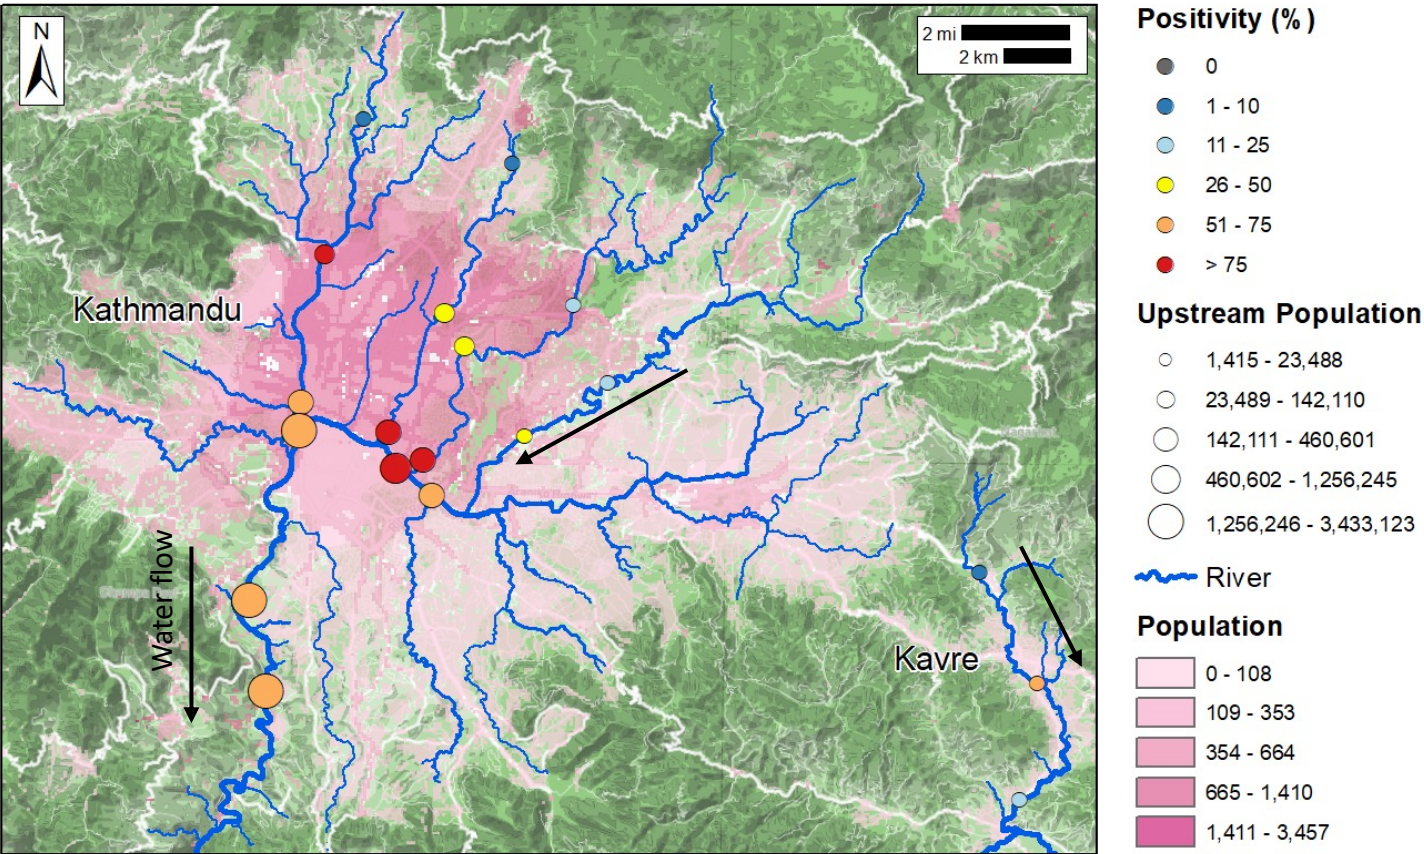 N
2 mi
2 km
Kathmandu
Water flow
Kavre
Positivity (%)
0
1 - 10
11 - 25
26 - 50
51 - 75
> 75
Upstream Population
1,415 - 23,488
23,489 - 142,110
142,111 - 460,601
460,602 - 1,256,245
1,256,246 - 3,433,123
River
Population
0 - 108
109 - 353
354 - 664
665 - 1,410
1,411 - 3,457